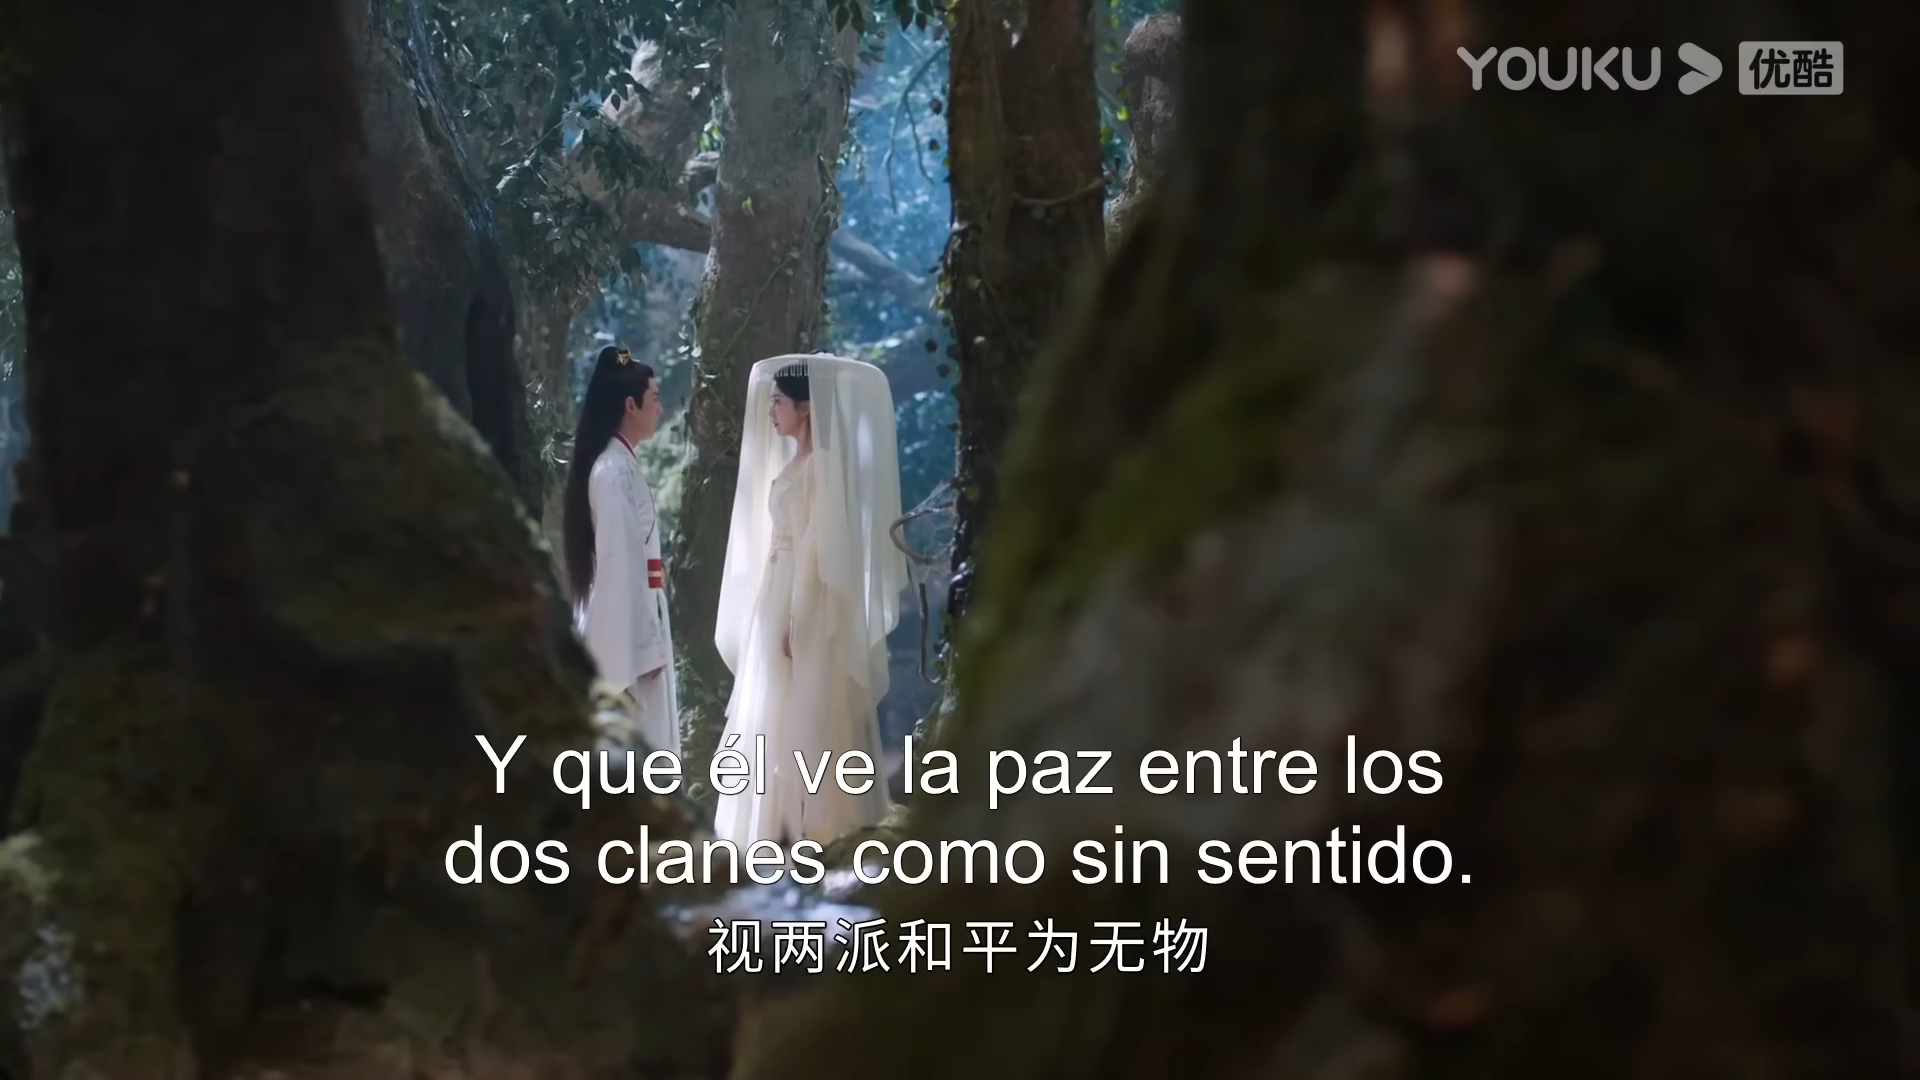 YOUKU 优酷
Y que él ve la paz entre los
dos clanes como sin sentido.
视两派和平为无物